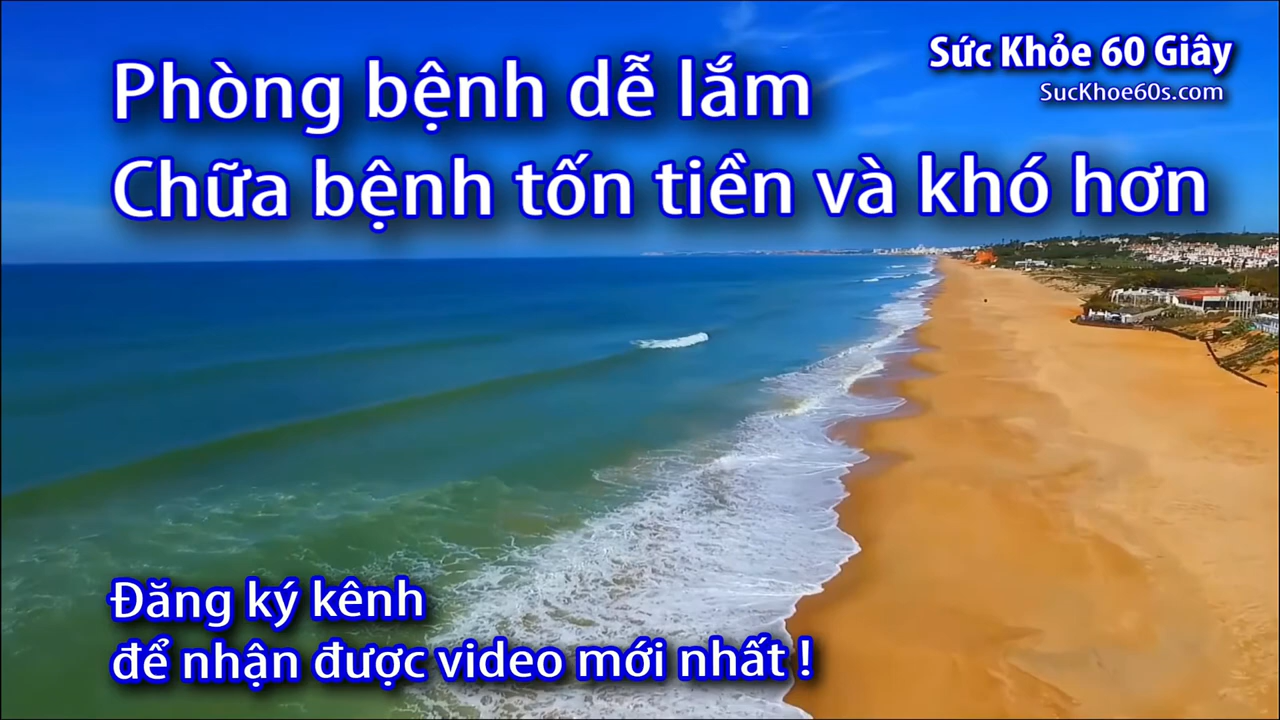 Sức Khỏe 60 Giây
SucKhoe60s.com
Phòng bệnh dễ lắm
Chữa bệnh tốn tiền và khó hơn
Đăng ký kênh
để nhận được video mới nhất !